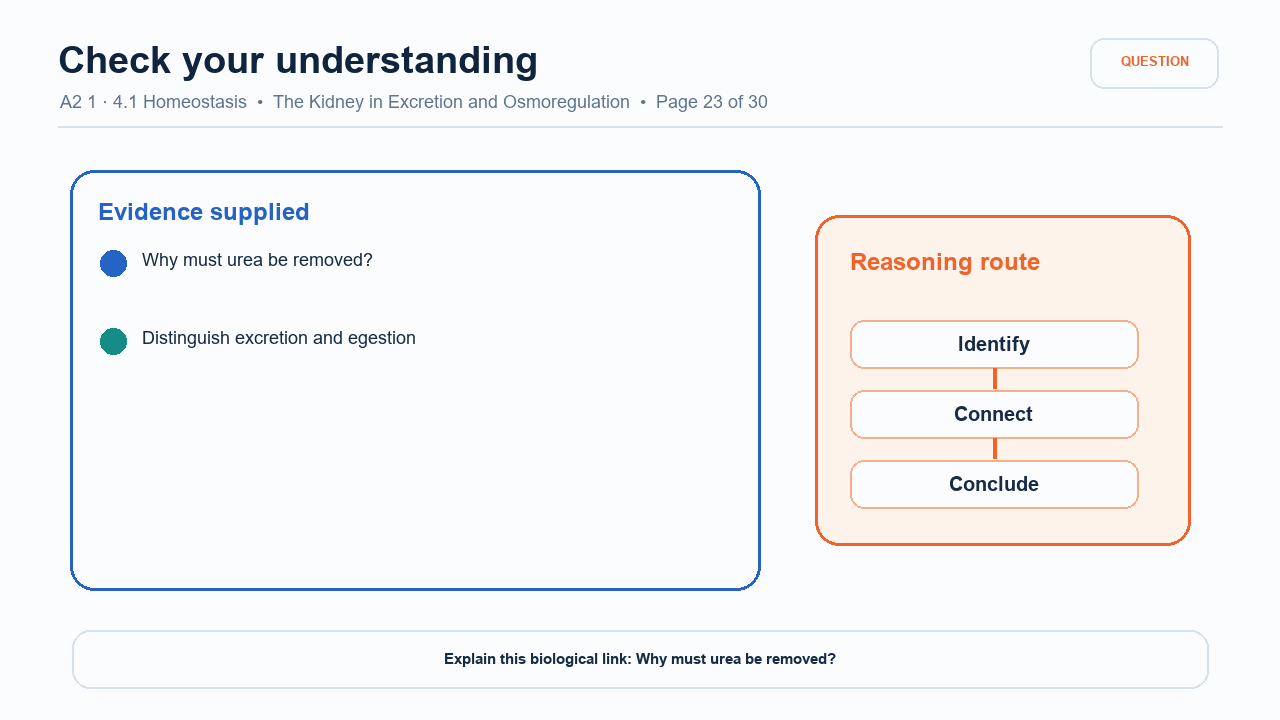 Check your understanding
QUESTION
A2 1 · 4.1 Homeostasis • The Kidney in Excretion and Osmoregulation • Page 23 of 30
Evidence supplied
Why must urea be removed?
Distinguish excretion and egestion
Reasoning route
Identify
Connect
Conclude
Explain this biological link: Why must urea be removed?